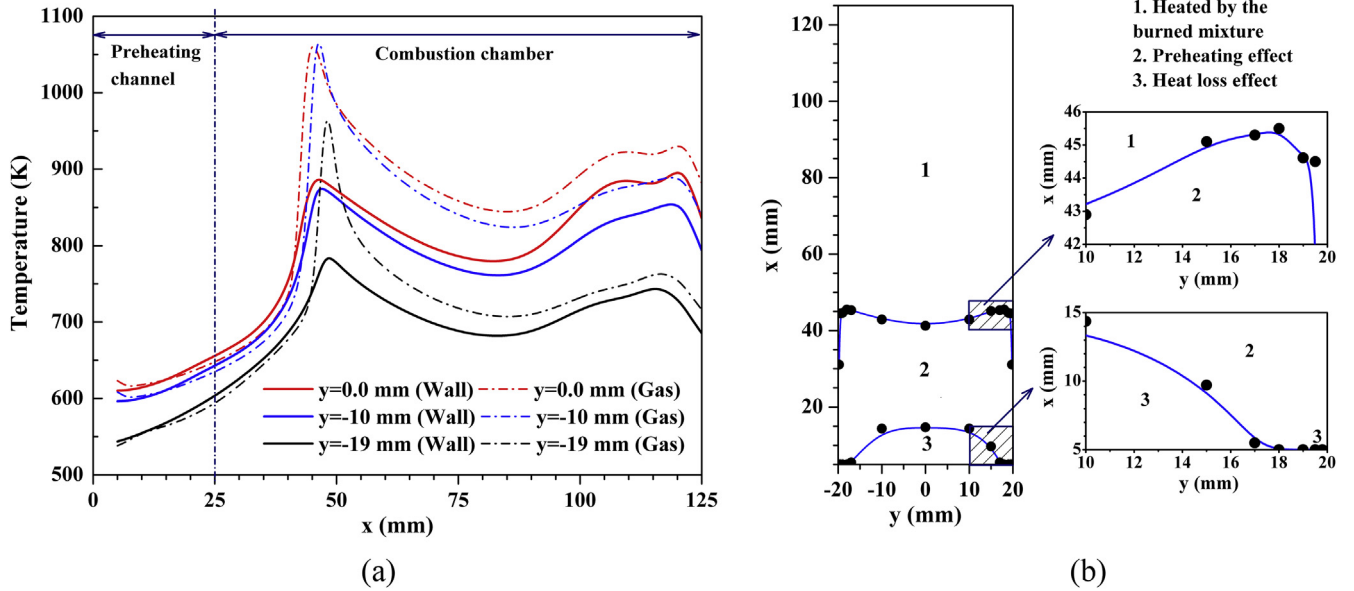 1100
1000
900
800
700
600
500
Temperature (K)
Preheating
channel
Combustion chamber
y=0.0 mm (Wall) y=0.0 mm (Gas)
y=-10 mm (Wall) y=-10 mm (Gas)
y=-19 mm (Wall) y=-19 mm (Gas)
0 25 50 75 100 125
x (mm)
(a)
120
100
80
60
40
20
x (mm)
1
2
3
-20 -10 0 10 20
y (mm)
1. Heated by the
burned mixture
2. Preheating effect
3. Heat loss effect
46
45
44
43
42
x (mm)
1
2
10 12 14 16 18 20
y (mm)
15
10
5
x (mm)
2
3
3
10 12 14 16 18 20
y (mm)
(b)